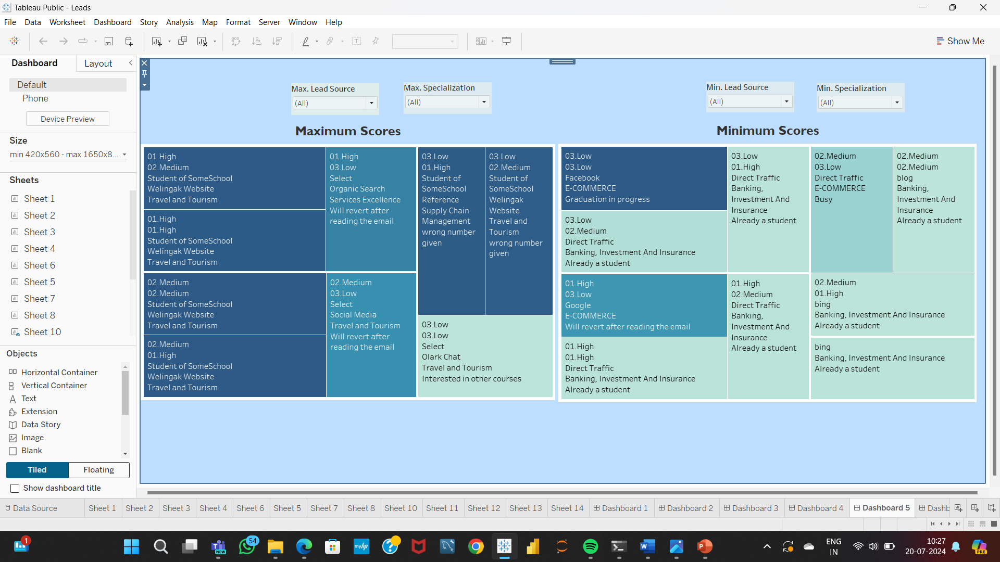 Tableau Public - Leads
File Data Worksheet Dashboard Story Analysis Map Format Server Window Help
Show Me
Dashboard
Layout
Default
Phone
Device Preview
Size
min 420x560 - max 1650x8...
Sheets
Sheet 1
Sheet 2
Sheet 3
Sheet 4
Sheet 6
Sheet 5
Sheet 7
Sheet 8
Sheet 10
Objects
Horizontal Container
Vertical Container
Text
Extension
Data Story
Image
Blank
Tiled
Floating
Show dashboard title
Max. Lead Source
(All)
Max. Specialization
(All)
Maximum Scores
01.High
02.Medium
Student of SomeSchool
Welingak Website
Travel and Tourism
01.High
01.High
Student of SomeSchool
Welingak Website
Travel and Tourism
02.Medium
02.Medium
Student of SomeSchool
Welingak Website
Travel and Tourism
02.Medium
01.High
Student of SomeSchool
Welingak Website
Travel and Tourism
01.High
03.Low
Select
Organic Search
Services Excellence
Will revert after
reading the email
02.Medium
03.Low
Select
Social Media
Travel and Tourism
Will revert after
reading the email
03.Low
01.High
Student of
SomeSchool
Reference
Supply Chain
Management
wrong number
given
03.Low
02.Medium
Student of
SomeSchool
Welingak
Website
Travel and
Tourism
wrong number
given
03.Low
03.Low
Select
Olark Chat
Travel and Tourism
Interested in other courses
Min. Lead Source
(All)
Min. Specialization
(All)
Minimum Scores
03.Low
03.Low
Facebook
E-COMMERCE
Graduation in progress
03.Low
02.Medium
Direct Traffic
Banking, Investment And Insurance
Already a student
01.High
03.Low
Google
E-COMMERCE
Will revert after reading the email
01.High
01.High
Direct Traffic
Banking, Investment And Insurance
Already a student
03.Low
01.High
Direct Traffic
Banking,
Investment And
Insurance
Already a student
01.High
02.Medium
Direct Traffic
Banking,
Investment And
Insurance
Already a student
02.Medium
03.Low
Direct Traffic
E-COMMERCE
Busy
02.Medium
02.Medium
blog
Banking,
Investment And
Insurance
Already a student
02.Medium
01.High
bing
Banking, Investment And Insurance
Already a student
bing
Banking, Investment And Insurance
Already a student
Data Source Sheet 1 Sheet 2 Sheet 3 Sheet 4 Sheet 6 Sheet 5 Sheet 7 Sheet 8 Sheet 10 Sheet 11 Sheet 12 Sheet 13 Sheet 14 Dashboard 1 Dashboard 2 Dashboard 3 Dashboard 4 Dashboard 5 Dashb
1
NEW
54
myhp
ENG
IN
10:27
20-07-2024
PRE